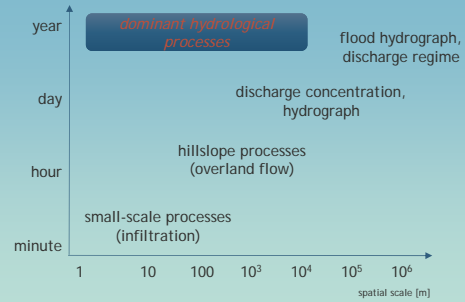 year
dominant hydrological
processes
flood hydrograph,
discharge regime
day
discharge concentration,
hydrograph
hillslope processes
(overland flow)
hour
small-scale processes
(infiltration)
minute
1 10 100 10³ 10⁴ 10⁵ 10⁶
spatial scale [m]